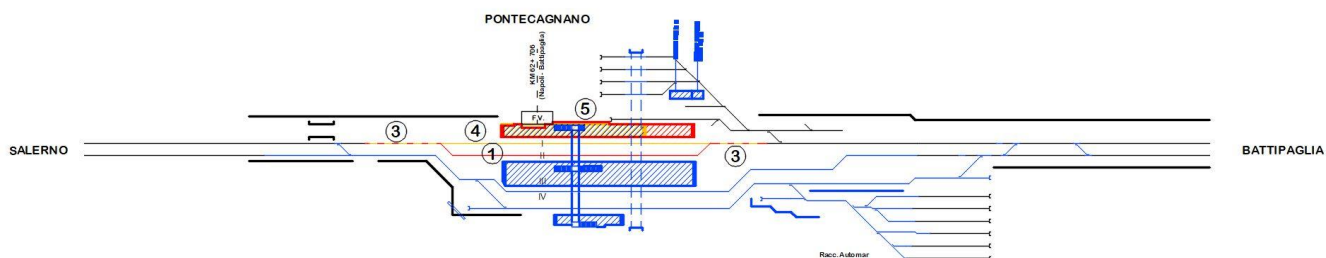 PONTECAGNANO
KM 62+706
(Napoli - Battipaglia)
F.V.
5
3
4
I
1
II
3
SALERNO
BATTIPAGLIA
III
IV
Racc. Automar